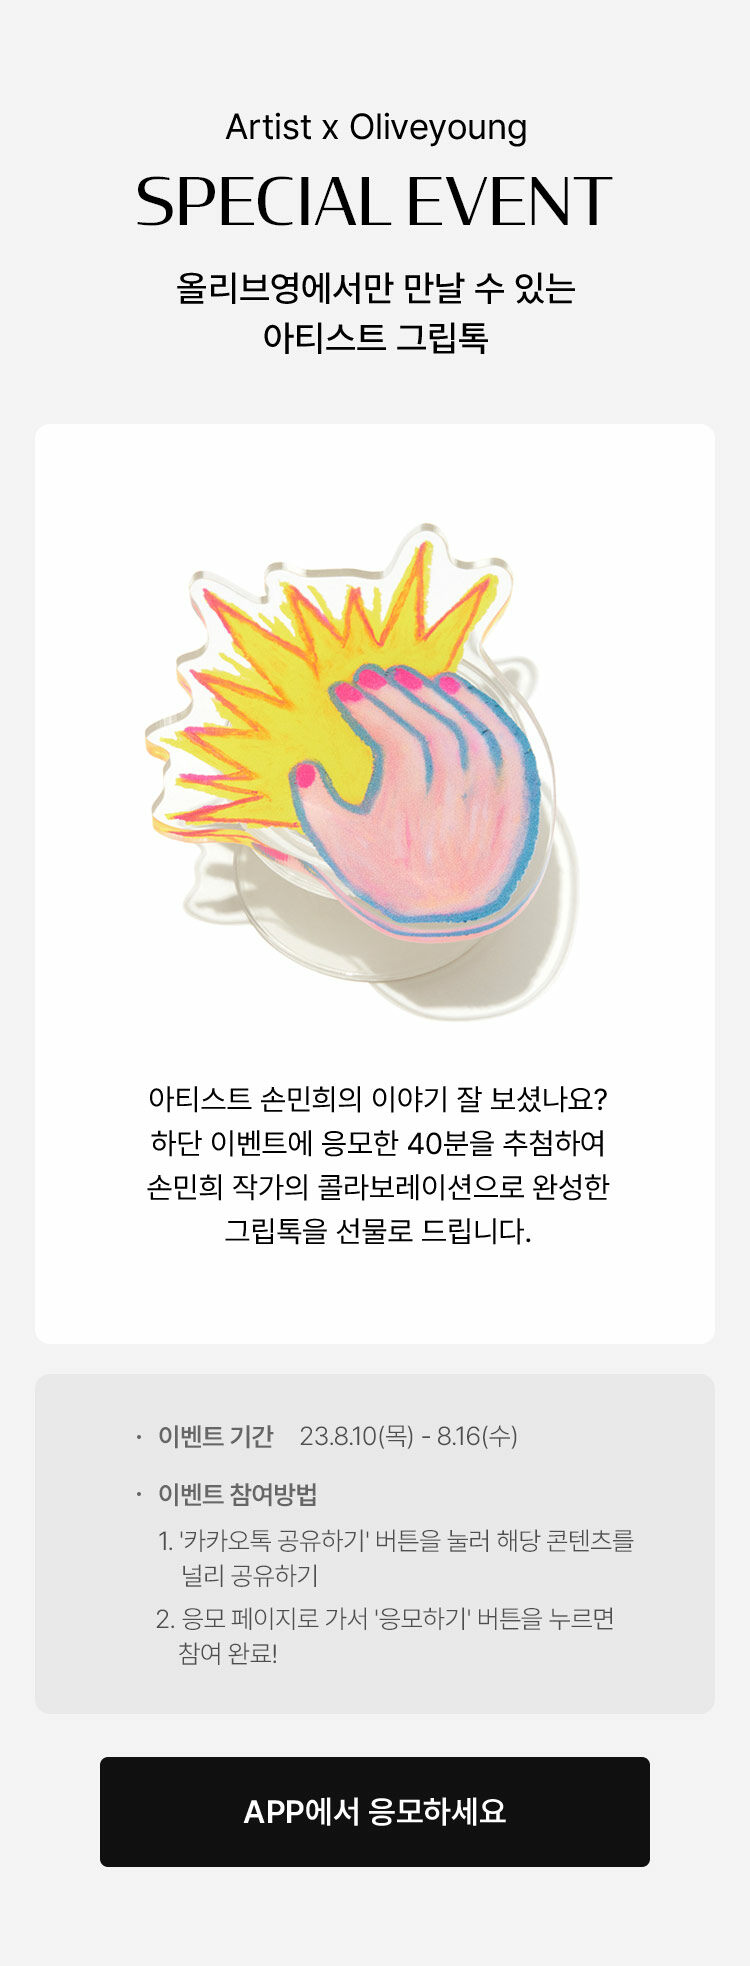 Artist x Oliveyoung
SPECIAL EVENT
올리브영에서만 만날 수 있는
아티스트 그립톡
아티스트 손민희의 이야기 잘 보셨나요?
하단 이벤트에 응모한 40분을 추첨하여
손민희 작가의 콜라보레이션으로 완성한
그립톡을 선물로 드립니다.
· 이벤트 기간 23.8.10(목) - 8.16(수)
· 이벤트 참여방법
1. '카카오톡 공유하기' 버튼을 눌러 해당 콘텐츠를
널리 공유하기
2. 응모 페이지로 가서 '응모하기' 버튼을 누르면
참여 완료!
APP에서 응모하세요